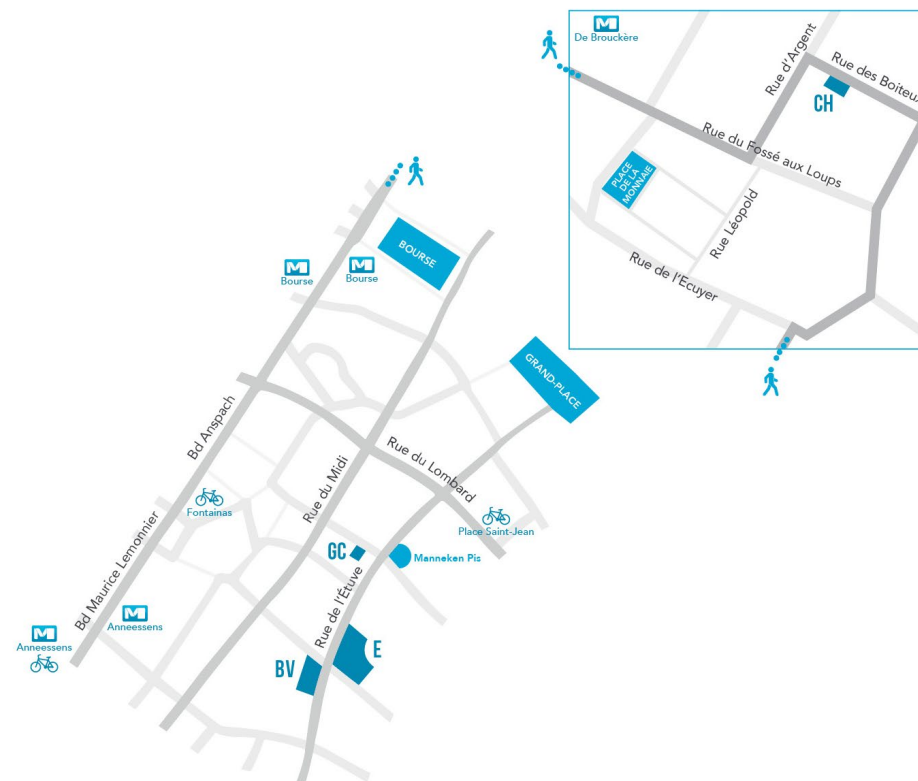 M
De Brouckère
Rue d'Argent
Rue des Boiteux
CH
Rue du Fossé aux Loups
PLACE
DE LA
MONNAIE
Rue Léopold
Rue de l'Ecuyer
BOURSE
M
Bourse
M
Bourse
GRAND-PLACE
Bd Anspach
Rue du Midi
Rue du Lombard
Fontainas
Place Saint-Jean
GC
Manneken Pis
Bd Maurice Lemonnier
Rue de l'Étuve
M
Anneessens
M
Anneessens
E
BV